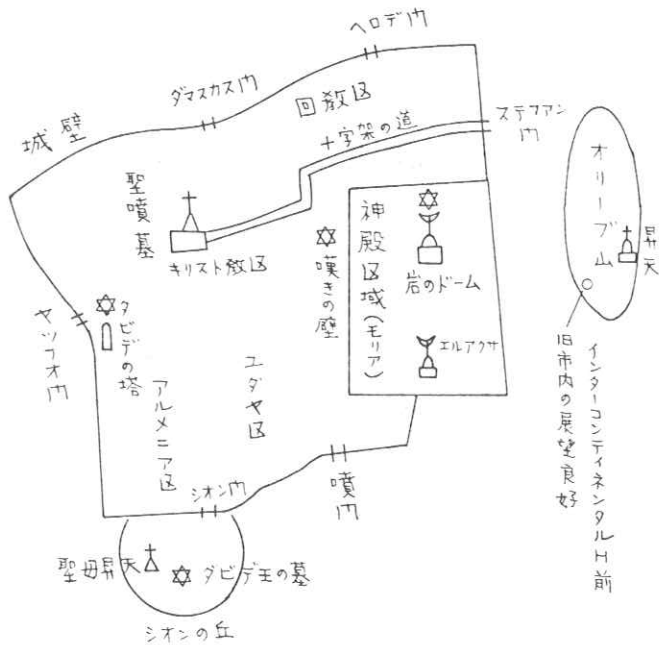 ヘロデ門
ダマスカス門
回教区
ステファン門
十字架の道
城壁
オリーブ山
昇天
聖噴墓
キリスト教区
嘆きの壁
神殿区域(モリア)
岩のドーム
エルアクサ
ヤッフオ門
タビデの塔
アルメニア区
ユダヤ区
インターコンティネンタルH前
旧市内の展望良好
シオン門
噴門
聖母昇天
ダビデ王の墓
シオンの丘